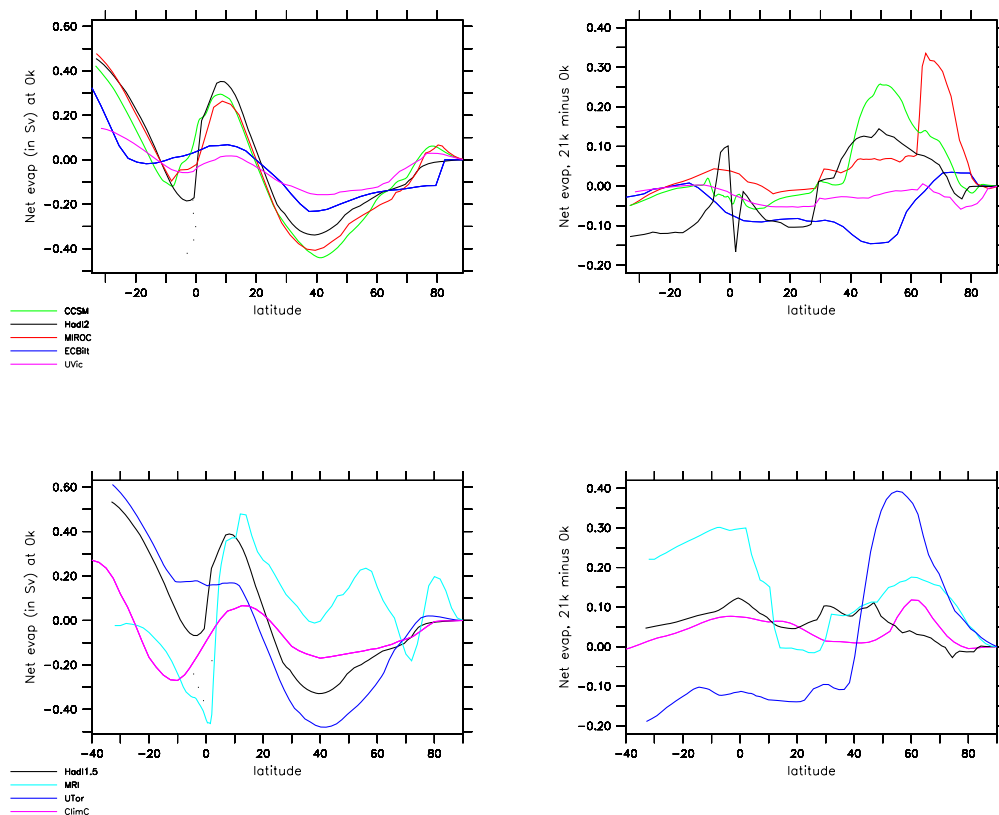 0.60
0.40
0.20
0.00
-0.20
-0.40
Net evap (in Sv) at 0k
-20 0 20 40 60 80
latitude
0.40
0.30
0.20
0.10
0.00
-0.10
-0.20
Net evap, 21k minus 0k
-20 0 20 40 60 80
latitude
CCSM
Hadl2
MIROC
ECBilt
UVic
0.60
0.40
0.20
0.00
-0.20
-0.40
Net evap (in Sv) at 0k
-40 -20 0 20 40 60 80
latitude
0.40
0.30
0.20
0.10
0.00
-0.10
-0.20
Net evap, 21k minus 0k
-40 -20 0 20 40 60 80
latitude
Hadl1.5
MRI
UTor
ClimC